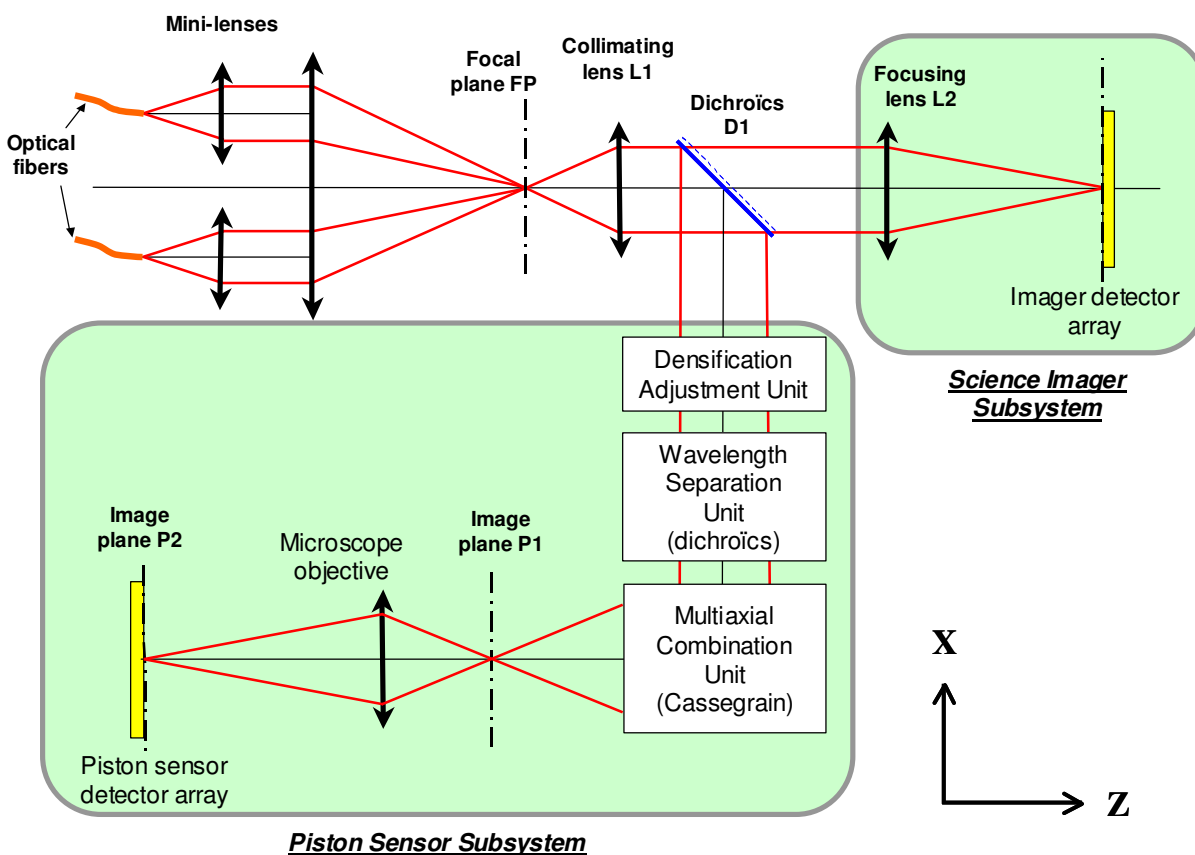 Mini-lenses
Optical
fibers
Focal
plane FP
Collimating
lens L1
Dichroïcs
D1
Focusing
lens L2
Imager detector
array
Science Imager
Subsystem
Densification
Adjustment Unit
Wavelength
Separation
Unit
(dichroïcs)
Multiaxial
Combination
Unit
(Cassegrain)
Image
plane P1
Microscope
objective
Image
plane P2
Piston sensor
detector array
Piston Sensor Subsystem
X
Z